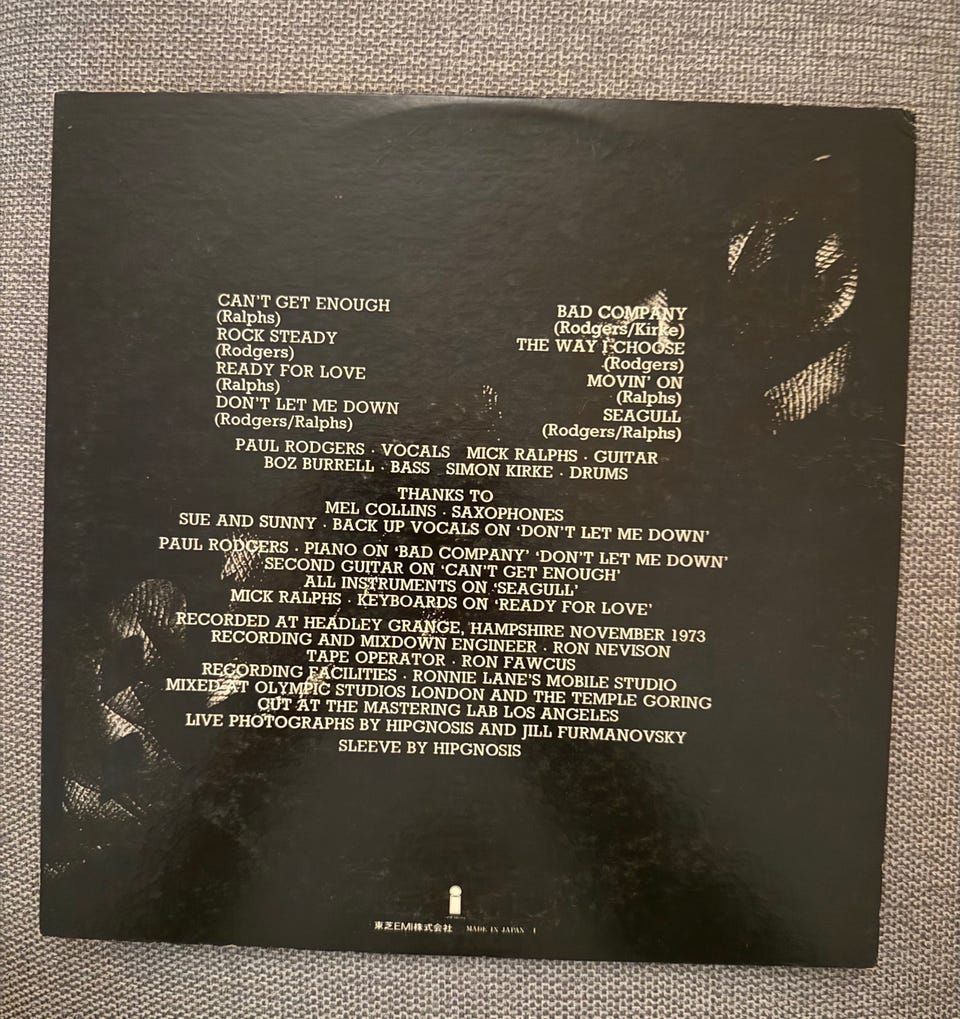 CAN'T GET ENOUGH
(Ralphs)
ROCK STEADY
(Rodgers)
READY FOR LOVE
(Ralphs)
DON'T LET ME DOWN
(Rodgers/Ralphs)
BAD COMPANY
(Rodgers/Kirke)
THE WAY I CHOOSE
(Rodgers)
MOVIN' ON
(Ralphs)
SEAGULL
(Rodgers/Ralphs)
PAUL RODGERS · VOCALS MICK RALPHS · GUITAR
BOZ BURRELL · BASS SIMON KIRKE · DRUMS
THANKS TO
MEL COLLINS · SAXOPHONES
SUE AND SUNNY · BACK UP VOCALS ON 'DON'T LET ME DOWN'
PAUL RODGERS · PIANO ON 'BAD COMPANY' 'DON'T LET ME DOWN'
SECOND GUITAR ON 'CAN'T GET ENOUGH'
ALL INSTRUMENTS ON 'SEAGULL'
MICK RALPHS · KEYBOARDS ON 'READY FOR LOVE'
RECORDED AT HEADLEY GRANGE, HAMPSHIRE NOVEMBER 1973
RECORDING AND MIXDOWN ENGINEER · RON NEVISON
TAPE OPERATOR · RON FAWCUS
RECORDING FACILITIES · RONNIE LANE'S MOBILE STUDIO
MIXED AT OLYMPIC STUDIOS LONDON AND THE TEMPLE GORING
CUT AT THE MASTERING LAB LOS ANGELES
LIVE PHOTOGRAPHS BY HIPGNOSIS AND JILL FURMANOVSKY
SLEEVE BY HIPGNOSIS
i
東芝EMI株式会社 MADE IN JAPAN